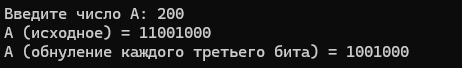 Введите число A: 200
A (исходное) = 11001000
A (обнуление каждого третьего бита) = 1001000